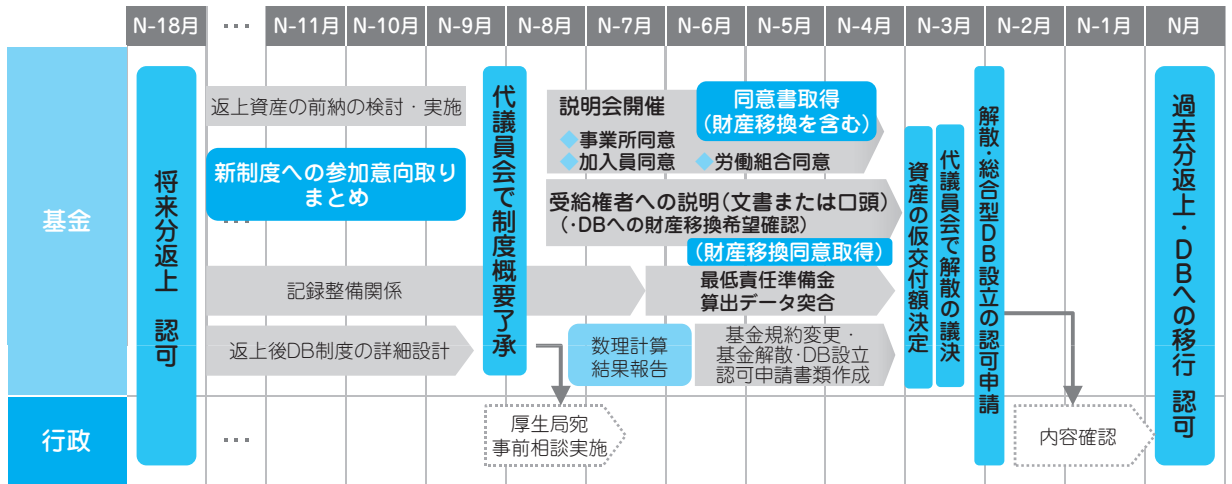 N-18月 … N-11月 N-10月 N-9月 N-8月 N-7月 N-6月 N-5月 N-4月 N-3月 N-2月 N-1月 N月
基金
将来分返上 認可
返上資産の前納の検討・実施
新制度への参加意向取り
まとめ
…
記録整備関係
返上後DB制度の詳細設計
代議員会で制度概要了承
説明会開催
◆事業所同意
◆加入員同意 ◆労働組合同意
同意書取得
(財産移換を含む)
受給権者への説明(文書または口頭)
(・DBへの財産移換希望確認)
(財産移換同意取得)
最低責任準備金
算出データ突合
数理計算
結果報告
基金規約変更・
基金解散・DB設立
認可申請書類作成
資産の仮交付額決定
代議員会で解散の議決
解散・総合型DB設立の認可申請
過去分返上・DBへの移行 認可
行政
…
厚生局宛
事前相談実施
内容確認